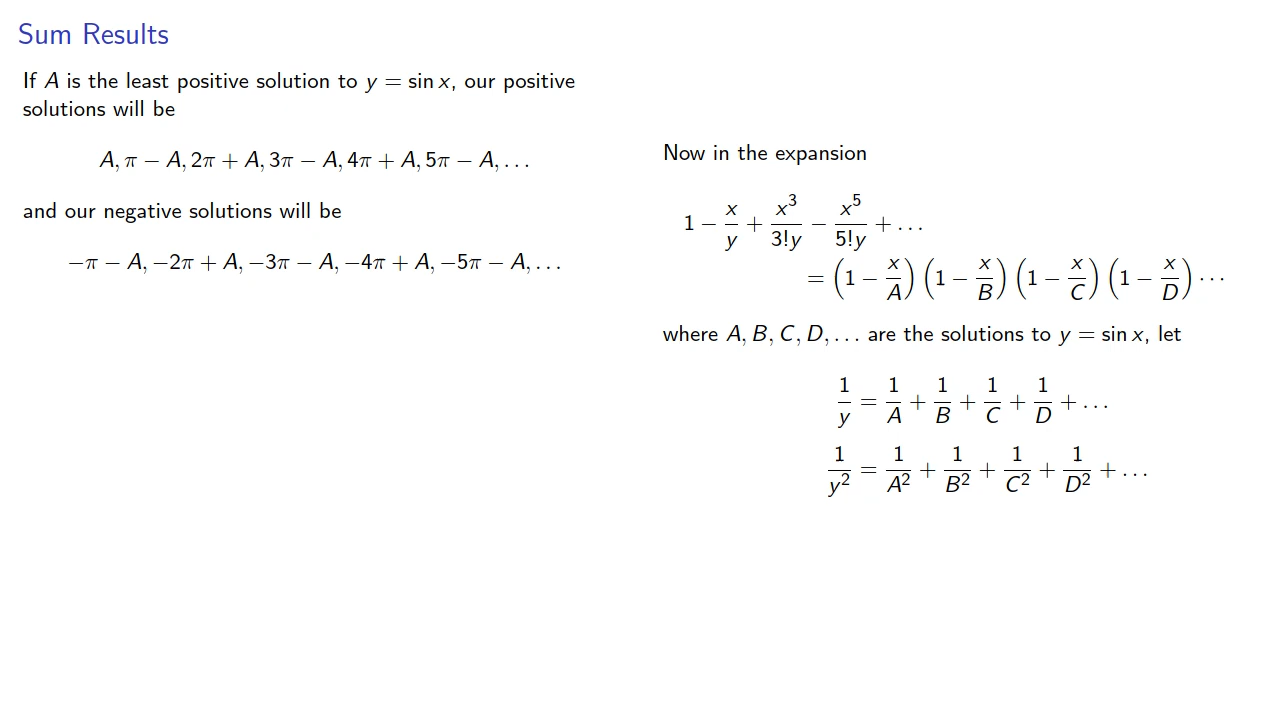 Sum Results
If A is the least positive solution to y = sin x, our positive
solutions will be
A, π − A, 2π + A, 3π − A, 4π + A, 5π − A, . . .
and our negative solutions will be
−π − A, −2π + A, −3π − A, −4π + A, −5π − A, . . .
Now in the expansion
1 − x/y + x³/3!y − x⁵/5!y + . . .
= (1 − x/A) (1 − x/B) (1 − x/C) (1 − x/D) · · ·
where A, B, C, D, . . . are the solutions to y = sin x, let
1/y = 1/A + 1/B + 1/C + 1/D + . . .
1/y² = 1/A² + 1/B² + 1/C² + 1/D² + . . .